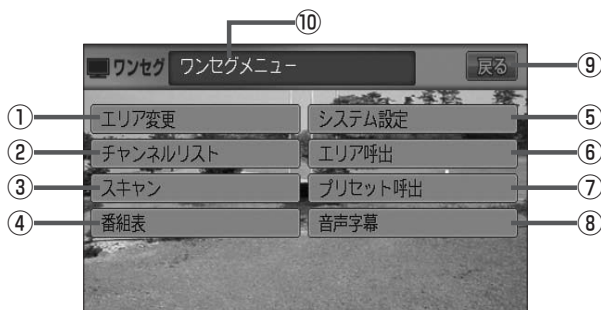 ⑩
ワンセグ ワンセグメニュー 戻る ⑨
① エリア変更 システム設定 ⑤
② チャンネルリスト エリア呼出 ⑥
③ スキャン プリセット呼出 ⑦
④ 番組表 音声字幕 ⑧